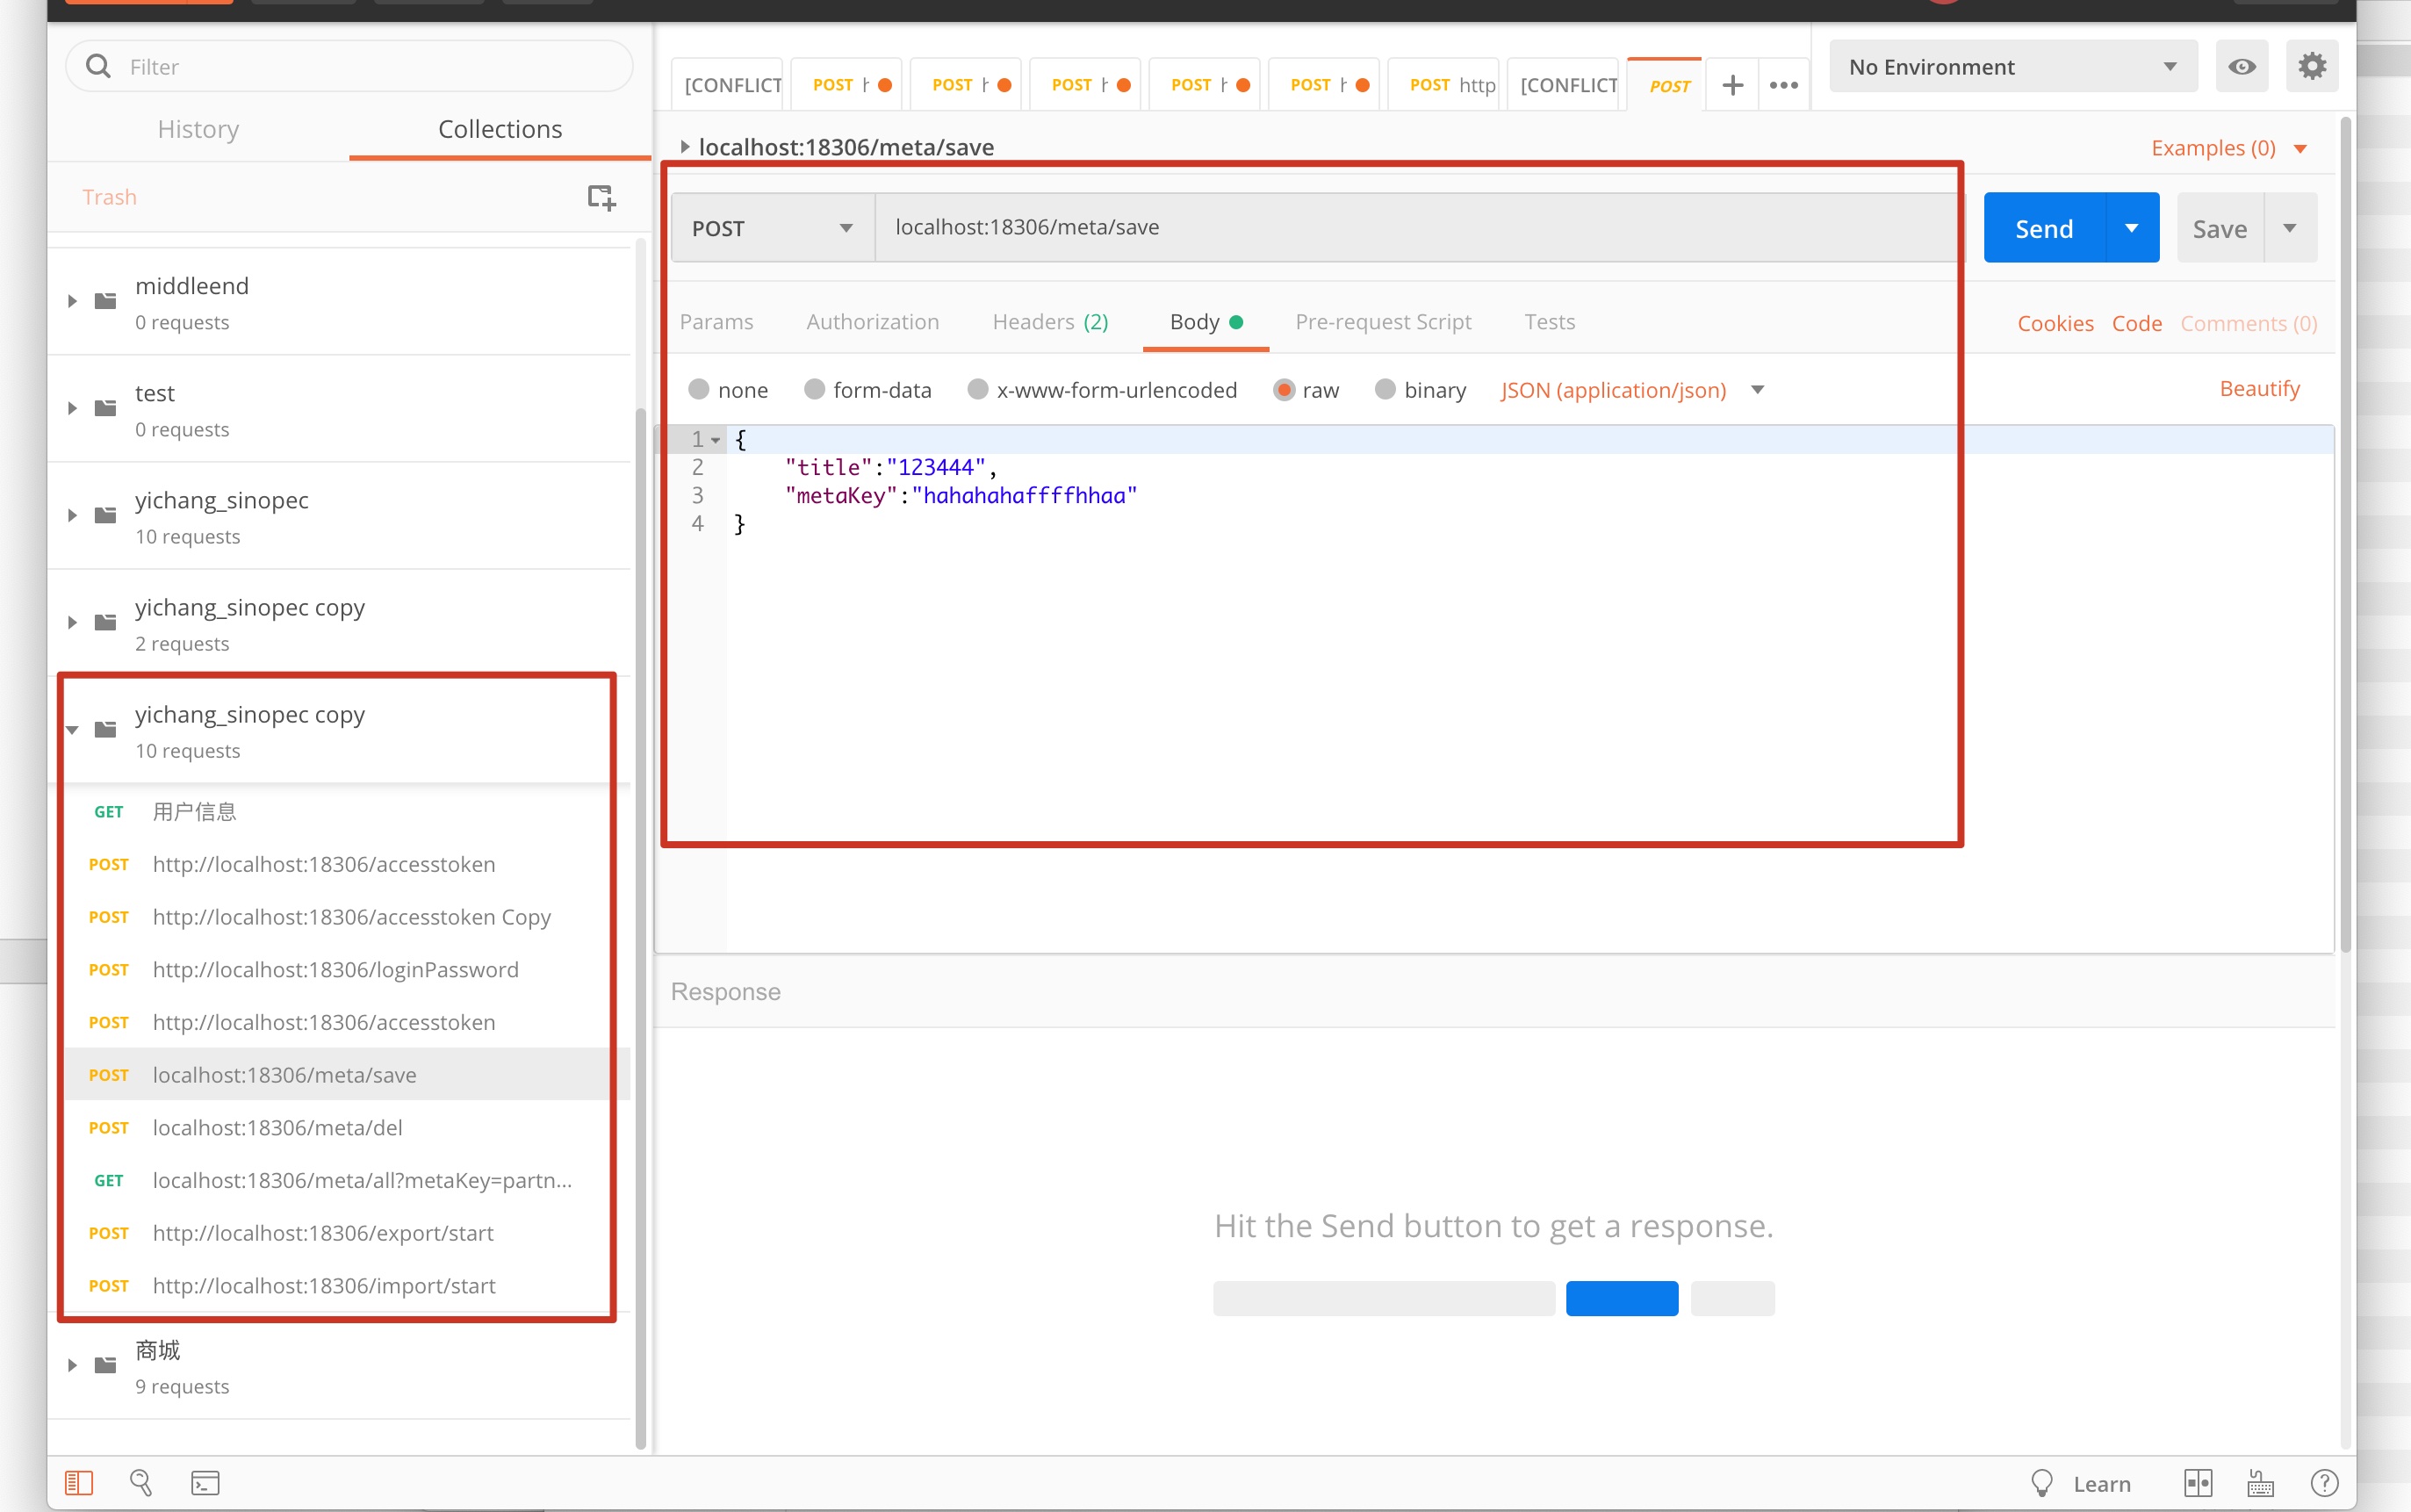 Filter
History
Collections
Trash
middleend
0 requests
test
0 requests
yichang_sinopec
10 requests
yichang_sinopec copy
2 requests
yichang_sinopec copy
10 requests
GET 用户信息
POST http://localhost:18306/accesstoken
POST http://localhost:18306/accesstoken Copy
POST http://localhost:18306/loginPassword
POST http://localhost:18306/accesstoken
POST localhost:18306/meta/save
POST localhost:18306/meta/del
GET localhost:18306/meta/all?metaKey=partn...
POST http://localhost:18306/export/start
POST http://localhost:18306/import/start
商城
9 requests
[CONFLICT POST POST POST POST POST POST http [CONFLICT POST
No Environment
localhost:18306/meta/save
Examples (0)
POST localhost:18306/meta/save
Send
Save
Params Authorization Headers (2) Body Pre-request Script Tests
Cookies Code Comments (0)
none form-data x-www-form-urlencoded raw binary JSON (application/json)
Beautify
1 {
2 "title":"123444",
3 "metaKey":"hahahahaffffhhaa"
4 }
Response
Hit the Send button to get a response.
Learn